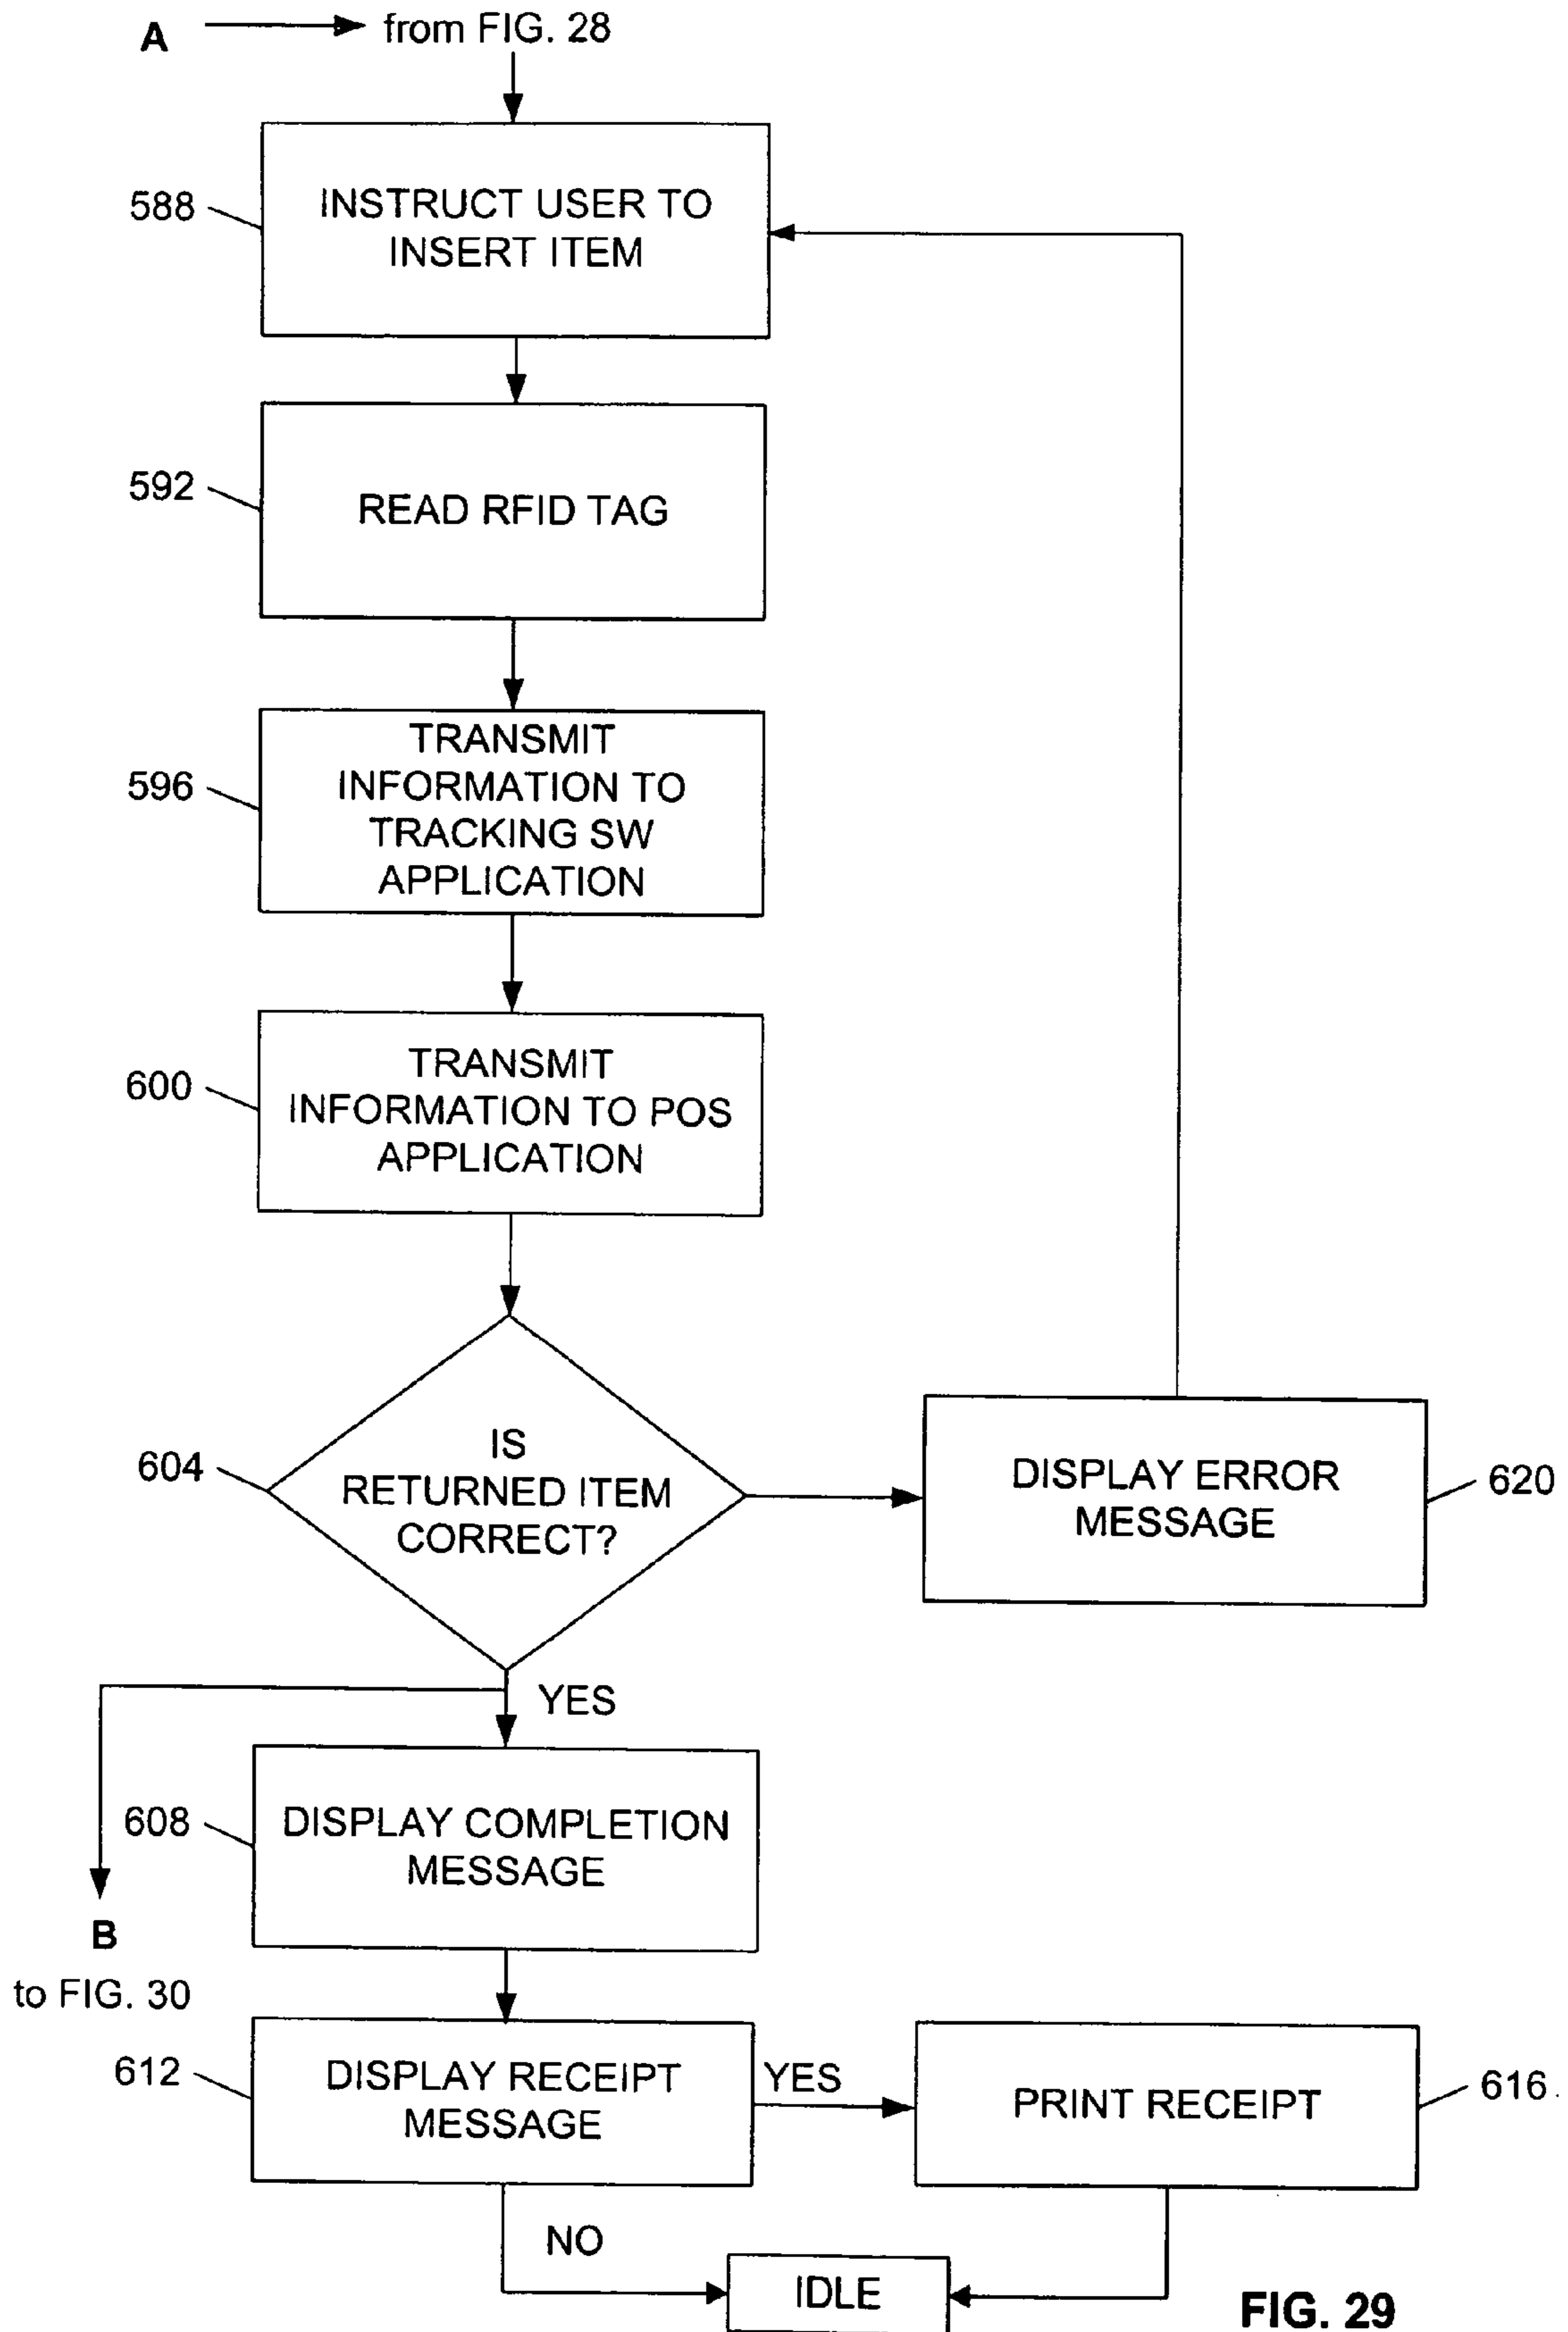 A
from FIG. 28
588
INSTRUCT USER TO
INSERT ITEM
592
READ RFID TAG
596
TRANSMIT
INFORMATION TO
TRACKING SW
APPLICATION
600
TRANSMIT
INFORMATION TO POS
APPLICATION
604
IS
RETURNED ITEM
CORRECT?
DISPLAY ERROR
MESSAGE
620
YES
608
DISPLAY COMPLETION
MESSAGE
B
to FIG. 30
612
DISPLAY RECEIPT
MESSAGE
YES
PRINT RECEIPT
616
NO
IDLE
FIG. 29